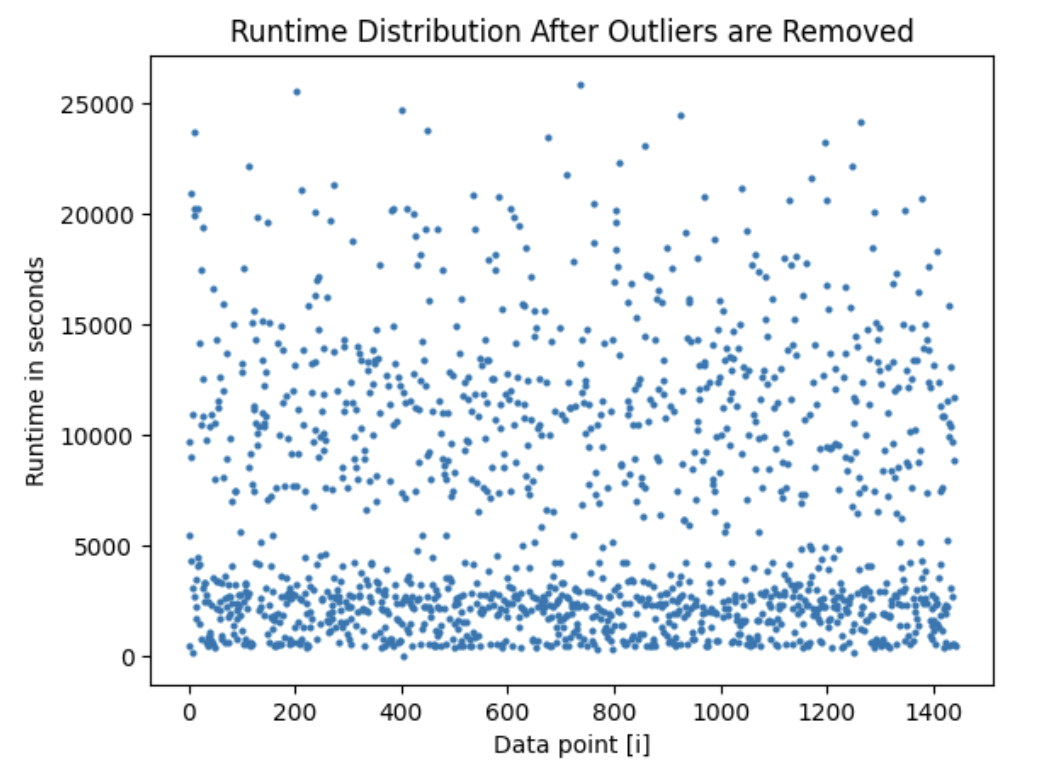 Runtime Distribution After Outliers are Removed
25000
20000
15000
10000
5000
0
Runtime in seconds
0 200 400 600 800 1000 1200 1400
Data point [i]